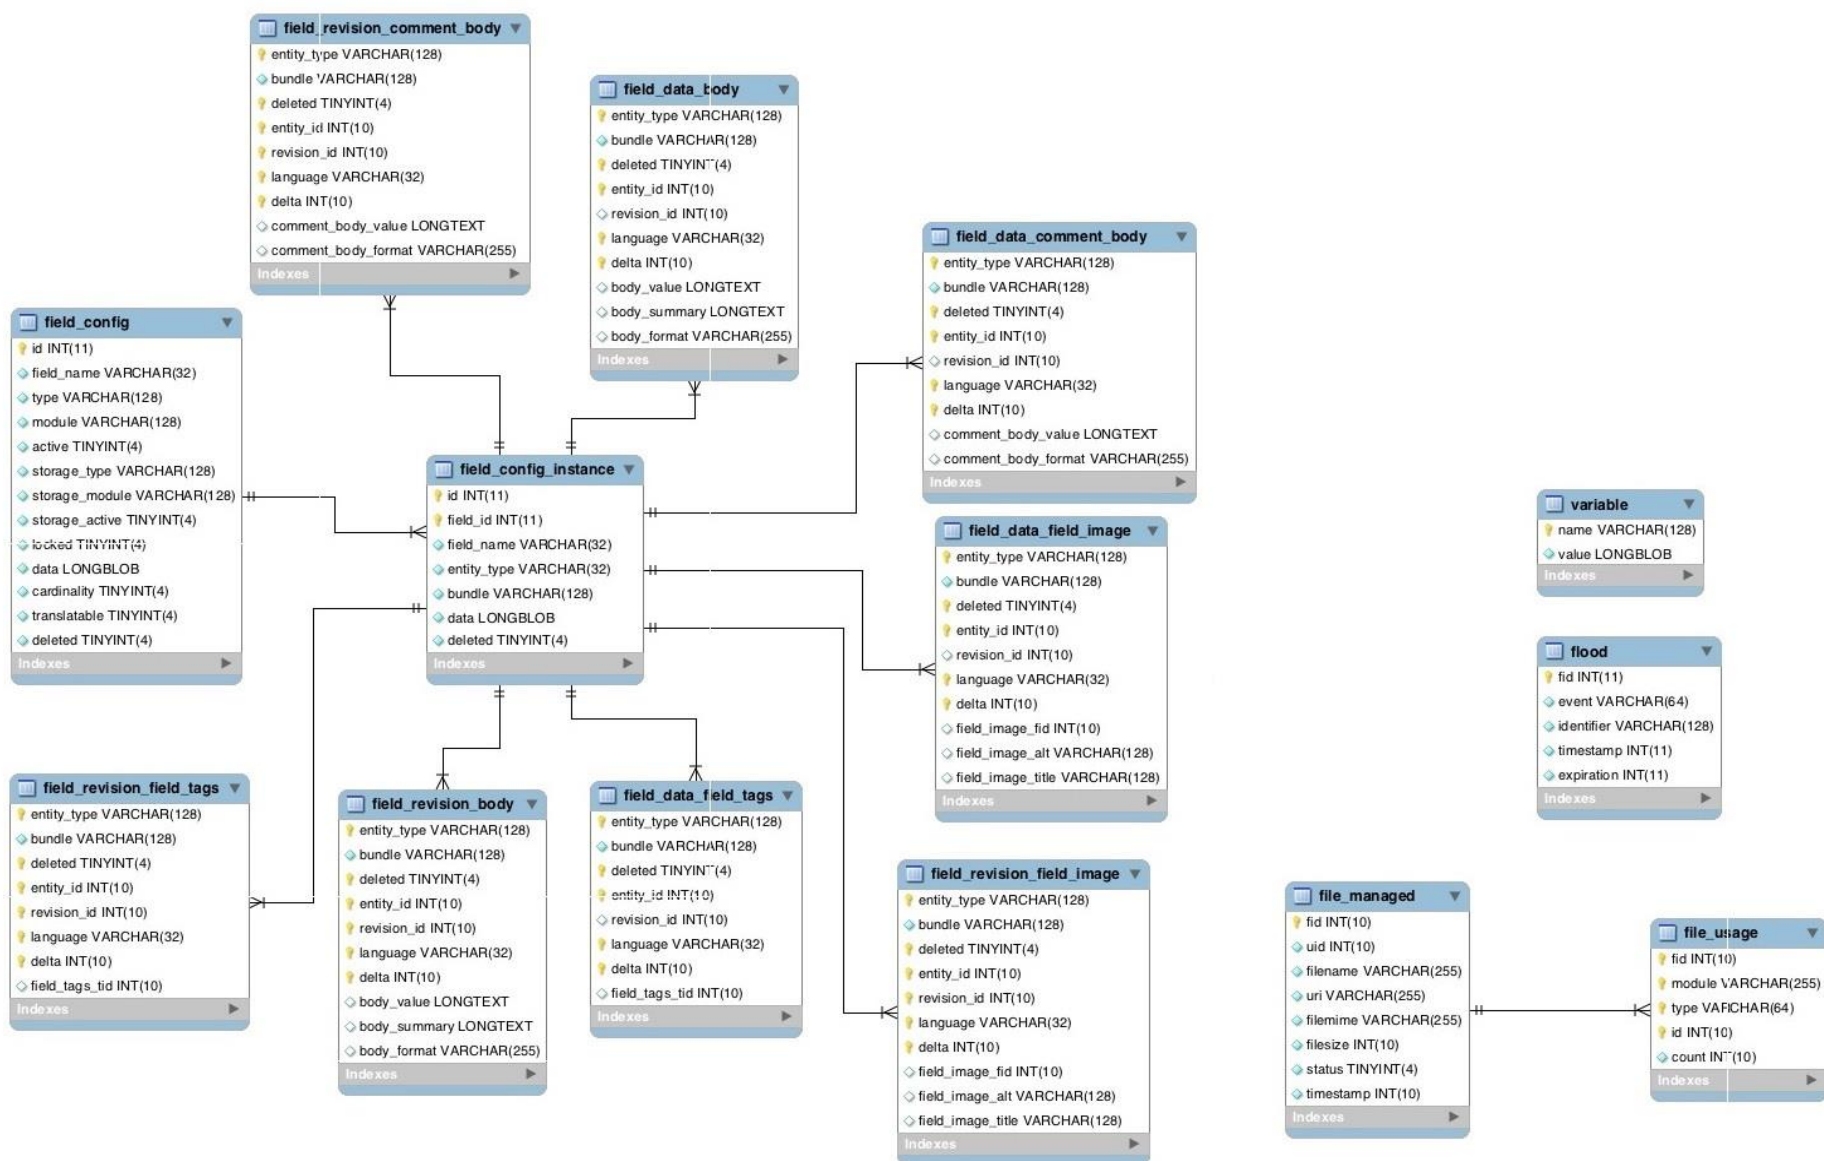 field_revision_comment_body
entity_type VARCHAR(128)
bundle VARCHAR(128)
deleted TINYINT(4)
entity_id INT(10)
revision_id INT(10)
language VARCHAR(32)
delta INT(10)
comment_body_value LONGTEXT
comment_body_format VARCHAR(255)
Indexes
field_data_body
entity_type VARCHAR(128)
bundle VARCHAR(128)
deleted TINYINT(4)
entity_id INT(10)
revision_id INT(10)
language VARCHAR(32)
delta INT(10)
body_value LONGTEXT
body_summary LONGTEXT
body_format VARCHAR(255)
Indexes
field_data_comment_body
entity_type VARCHAR(128)
bundle VARCHAR(128)
deleted TINYINT(4)
entity_id INT(10)
revision_id INT(10)
language VARCHAR(32)
delta INT(10)
comment_body_value LONGTEXT
comment_body_format VARCHAR(255)
Indexes
field_config
id INT(11)
field_name VARCHAR(32)
type VARCHAR(128)
module VARCHAR(128)
active TINYINT(4)
storage_type VARCHAR(128)
storage_module VARCHAR(128)
storage_active TINYINT(4)
locked TINYINT(4)
data LONGBLOB
cardinality TINYINT(4)
translatable TINYINT(4)
deleted TINYINT(4)
Indexes
field_config_instance
id INT(11)
field_id INT(11)
field_name VARCHAR(32)
entity_type VARCHAR(32)
bundle VARCHAR(128)
data LONGBLOB
deleted TINYINT(4)
Indexes
field_data_field_image
entity_type VARCHAR(128)
bundle VARCHAR(128)
deleted TINYINT(4)
entity_id INT(10)
revision_id INT(10)
language VARCHAR(32)
delta INT(10)
field_image_fid INT(10)
field_image_alt VARCHAR(128)
field_image_title VARCHAR(128)
Indexes
variable
name VARCHAR(128)
value LONGBLOB
Indexes
flood
fid INT(11)
event VARCHAR(64)
identifier VARCHAR(128)
timestamp INT(11)
expiration INT(11)
Indexes
field_revision_field_tags
entity_type VARCHAR(128)
bundle VARCHAR(128)
deleted TINYINT(4)
entity_id INT(10)
revision_id INT(10)
language VARCHAR(32)
delta INT(10)
field_tags_tid INT(10)
Indexes
field_revision_body
entity_type VARCHAR(128)
bundle VARCHAR(128)
deleted TINYINT(4)
entity_id INT(10)
revision_id INT(10)
language VARCHAR(32)
delta INT(10)
body_value LONGTEXT
body_summary LONGTEXT
body_format VARCHAR(255)
Indexes
field_data_field_tags
entity_type VARCHAR(128)
bundle VARCHAR(128)
deleted TINYINT(4)
entity_id INT(10)
revision_id INT(10)
language VARCHAR(32)
delta INT(10)
field_tags_tid INT(10)
Indexes
field_revision_field_image
entity_type VARCHAR(128)
bundle VARCHAR(128)
deleted TINYINT(4)
entity_id INT(10)
revision_id INT(10)
language VARCHAR(32)
delta INT(10)
field_image_fid INT(10)
field_image_alt VARCHAR(128)
field_image_title VARCHAR(128)
Indexes
file_managed
fid INT(10)
uid INT(10)
filename VARCHAR(255)
uri VARCHAR(255)
filemime VARCHAR(255)
filesize INT(10)
status TINYINT(4)
timestamp INT(10)
Indexes
file_usage
fid INT(10)
module VARCHAR(255)
type VARCHAR(64)
id INT(10)
count INT(10)
Indexes